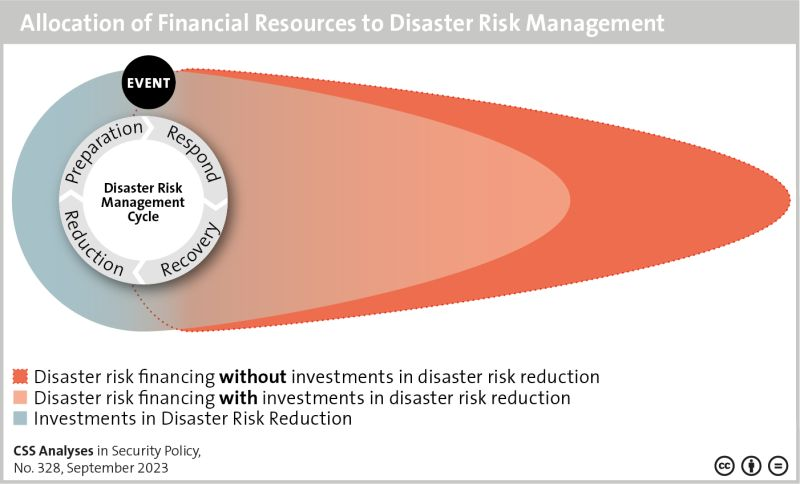 Allocation of Financial Resources to Disaster Risk Management
EVENT
Preparation
Respond
Disaster Risk
Management
Cycle
Reduction
Recovery
Disaster risk financing without investments in disaster risk reduction
Disaster risk financing with investments in disaster risk reduction
Investments in Disaster Risk Reduction
CSS Analyses in Security Policy,
No. 328, September 2023
cc